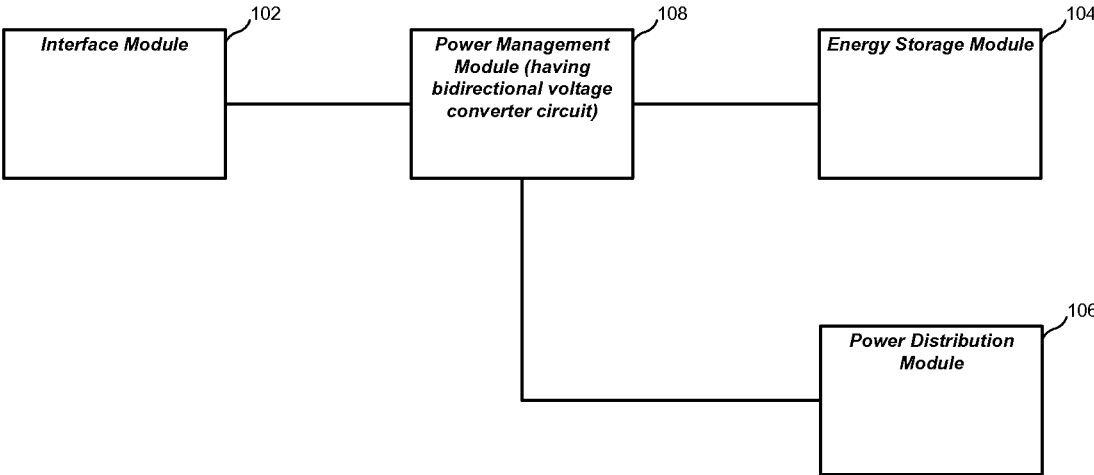 102
Interface Module
108
Power Management
Module (having
bidirectional voltage
converter circuit)
104
Energy Storage Module
106
Power Distribution
Module